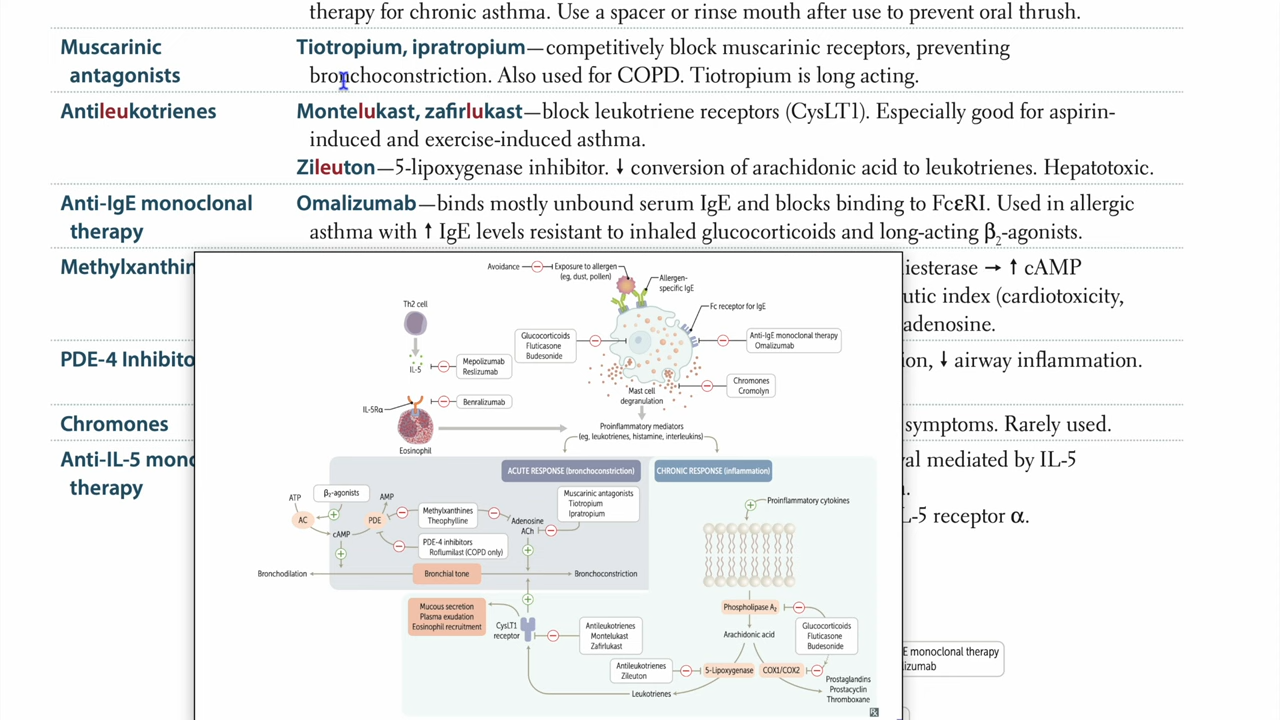 therapy for chronic asthma. Use a spacer or rinse mouth after use to prevent oral thrush.
Muscarinic antagonists
Tiotropium, ipratropium—competitively block muscarinic receptors, preventing
bronchoconstriction. Also used for COPD. Tiotropium is long acting.
Antileukotrienes
Montelukast, zafirlukast—block leukotriene receptors (CysLT1). Especially good for aspirin-
induced and exercise-induced asthma.
Zileuton—5-lipoxygenase inhibitor. ↓ conversion of arachidonic acid to leukotrienes. Hepatotoxic.
Anti-IgE monoclonal
therapy
Omalizumab—binds mostly unbound serum IgE and blocks binding to FcεRI. Used in allergic
asthma with ↑ IgE levels resistant to inhaled glucocorticoids and long-acting β2-agonists.
Methylxanthin
iesterase → ↑ cAMP
utic index (cardiotoxicity,
adenosine.
PDE-4 Inhibito
ion, ↓ airway inflammation.
Chromones
symptoms. Rarely used.
Anti-IL-5 mono
therapy
val mediated by IL-5
L-5 receptor α.
Avoidance
Exposure to allergen
(eg, dust, pollen)
Allergen-
specific IgE
Th2 cell
Fc receptor for IgE
Glucocorticoids
Fluticasone
Budesonide
Anti-IgE monoclonal therapy
Omalizumab
IL-5
Mepolizumab
Reslizumab
Chromones
Cromolyn
Mast cell
degranulation
IL-5Rα
Benralizumab
Eosinophil
Proinflammatory mediators
(eg, leukotrienes, histamine, interleukins)
ACUTE RESPONSE (bronchoconstriction)
CHRONIC RESPONSE (inflammation)
ATP
β2-agonists
AMP
AC
PDE
cAMP
Methylxanthines
Theophylline
Adenosine
ACh
Muscarinic antagonists
Tiotropium
Ipratropium
PDE-4 inhibitors
Roflumilast (COPD only)
Bronchodilation
Bronchial tone
Bronchoconstriction
Proinflammatory cytokines
Mucous secretion
Plasma exudation
Eosinophil recruitment
CysLT1
receptor
Antileukotrienes
Montelukast
Zafirlukast
Phospholipase A2
Arachidonic acid
Glucocorticoids
Fluticasone
Budesonide
Antileukotrienes
Zileuton
5-Lipoxygenase
COX1/COX2
Leukotrienes
Prostaglandins
Prostacyclin
Thromboxane
Rx
E monoclonal therapy
izumab